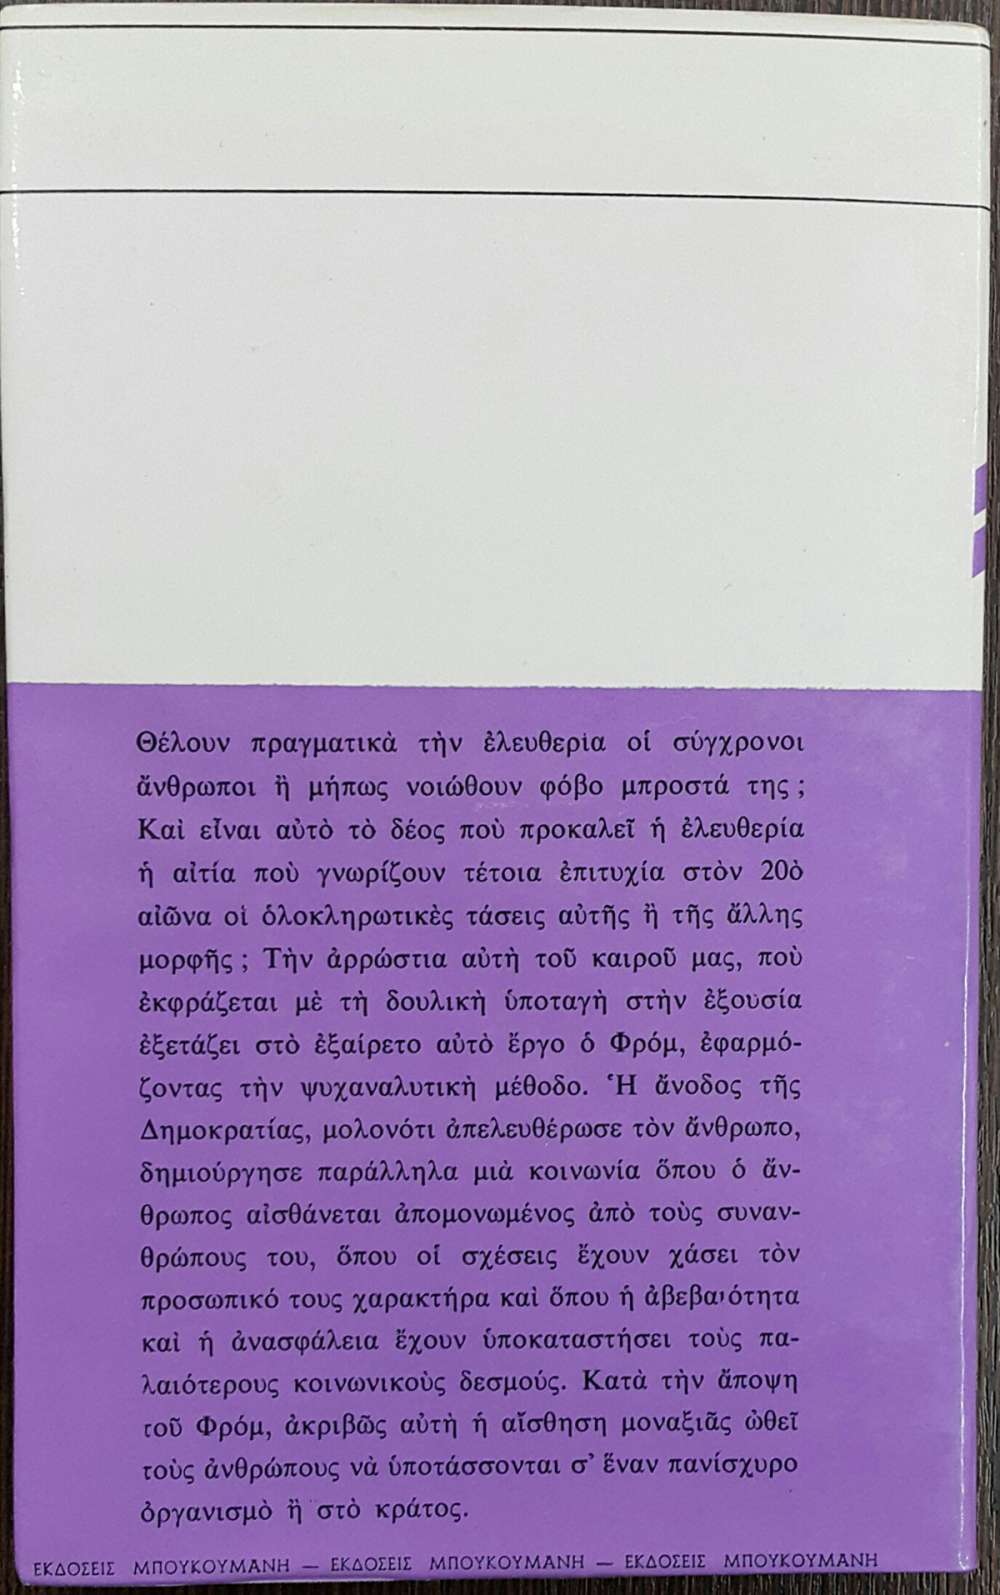 Θέλουν πραγματικὰ τὴν ἐλευθερία οἱ σύγχρονοι
ἄνθρωποι ἢ μήπως νοιώθουν φόβο μπροστά της ;
Καὶ εἶναι αὐτὸ τὸ δέος ποὺ προκαλεῖ ἡ ἐλευθερία
ἡ αἰτία ποὺ γνωρίζουν τέτοια ἐπιτυχία στὸν 20ὸ
αἰῶνα οἱ ὁλοκληρωτικὲς τάσεις αὐτῆς ἢ τῆς ἄλλης
μορφῆς ; Τὴν ἀρρώστια αὐτὴ τοῦ καιροῦ μας, ποὺ
ἐκφράζεται μὲ τὴ δουλικὴ ὑποταγὴ στὴν ἐξουσία
ἐξετάζει στὸ ἐξαίρετο αὐτὸ ἔργο ὁ Φρόμ, ἐφαρμό-
ζοντας τὴν ψυχαναλυτικὴ μέθοδο. Ἡ ἄνοδος τῆς
Δημοκρατίας, μολονότι ἀπελευθέρωσε τὸν ἄνθρωπο,
δημιούργησε παράλληλα μιὰ κοινωνία ὅπου ὁ ἄν-
θρωπος αἰσθάνεται ἀπομονωμένος ἀπὸ τοὺς συναν-
θρώπους του, ὅπου οἱ σχέσεις ἔχουν χάσει τὸν
προσωπικό τους χαρακτήρα καὶ ὅπου ἡ ἀβεβαιότητα
καὶ ἡ ἀνασφάλεια ἔχουν ὑποκαταστήσει τοὺς πα-
λαιότερους κοινωνικοὺς δεσμούς. Κατὰ τὴν ἄποψη
τοῦ Φρόμ, ἀκριβῶς αὐτὴ ἡ αἴσθηση μοναξιᾶς ὠθεῖ
τοὺς ἀνθρώπους νὰ ὑποτάσσονται σ' ἕναν πανίσχυρο
ὀργανισμὸ ἢ στὸ κράτος.
ΕΚΔΟΣΕΙΣ ΜΠΟΥΚΟΥΜΑΝΗ — ΕΚΔΟΣΕΙΣ ΜΠΟΥΚΟΥΜΑΝΗ — ΕΚΔΟΣΕΙΣ ΜΠΟΥΚΟΥΜΑΝΗ